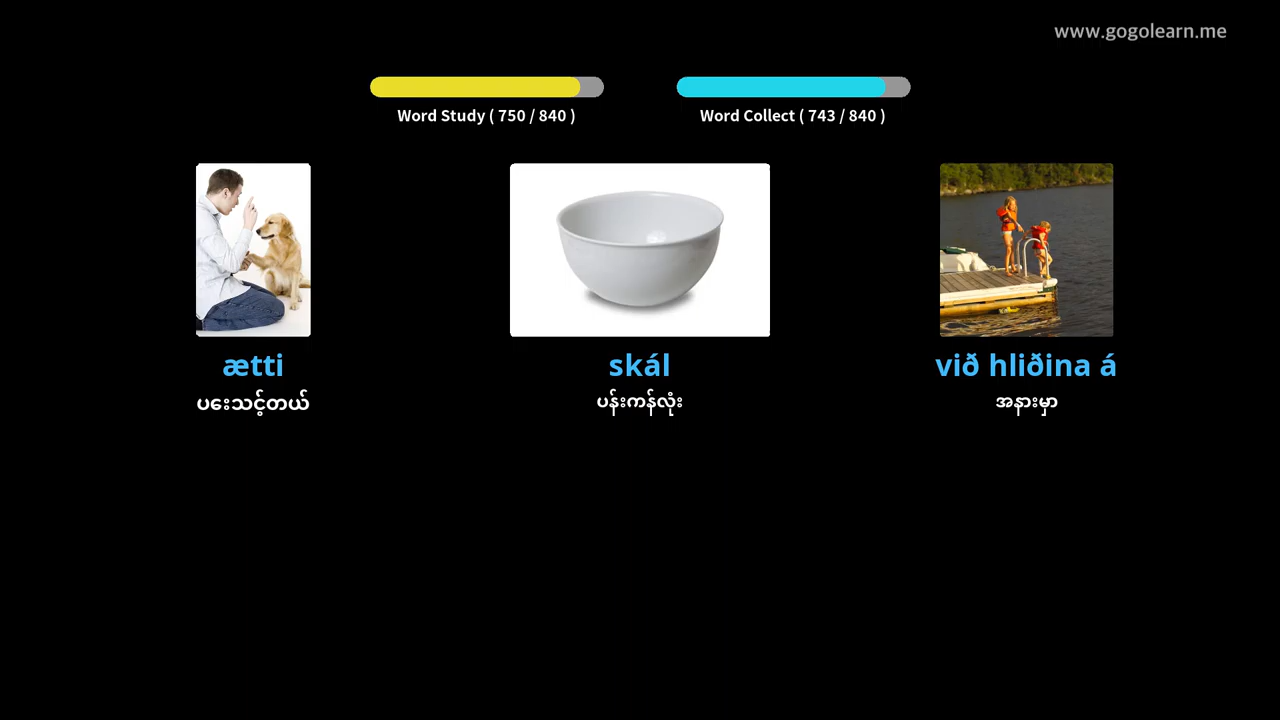 www.gogolearn.me
Word Study ( 750 / 840 )
Word Collect ( 743 / 840 )
ætti
skál
við hliðina á
ပေးသင့်တယ်
ပန်းကန်လုံး
အနားမှာ